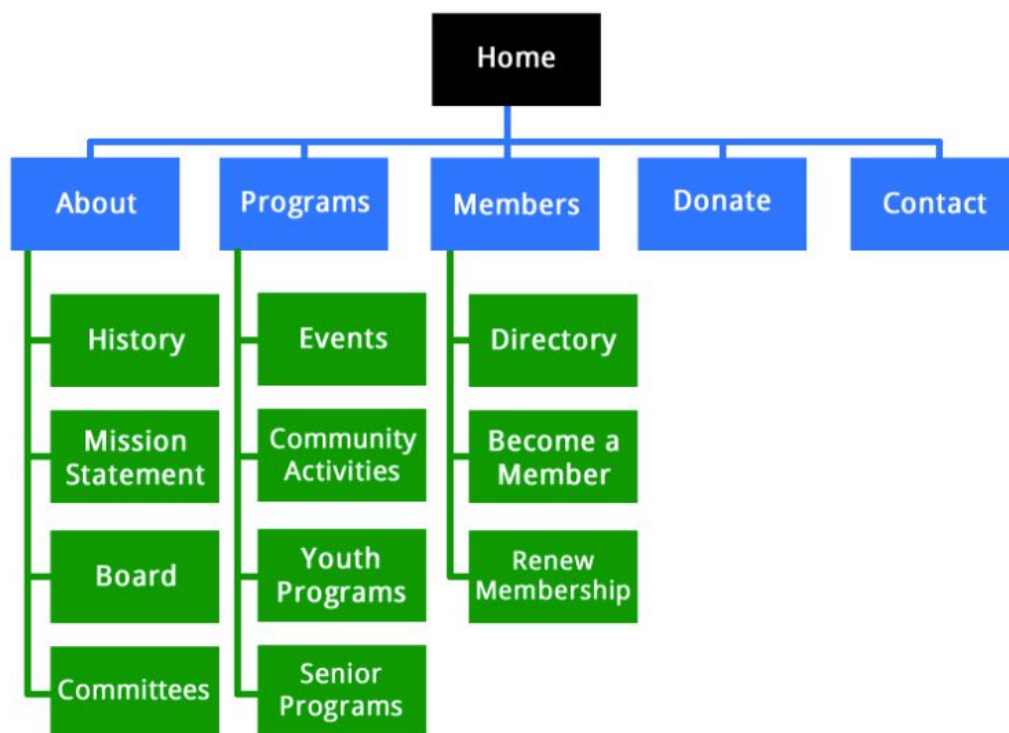 Home
About
Programs
Members
Donate
Contact
History
Mission
Statement
Board
Committees
Events
Community
Activities
Youth
Programs
Senior
Programs
Directory
Become a
Member
Renew
Membership